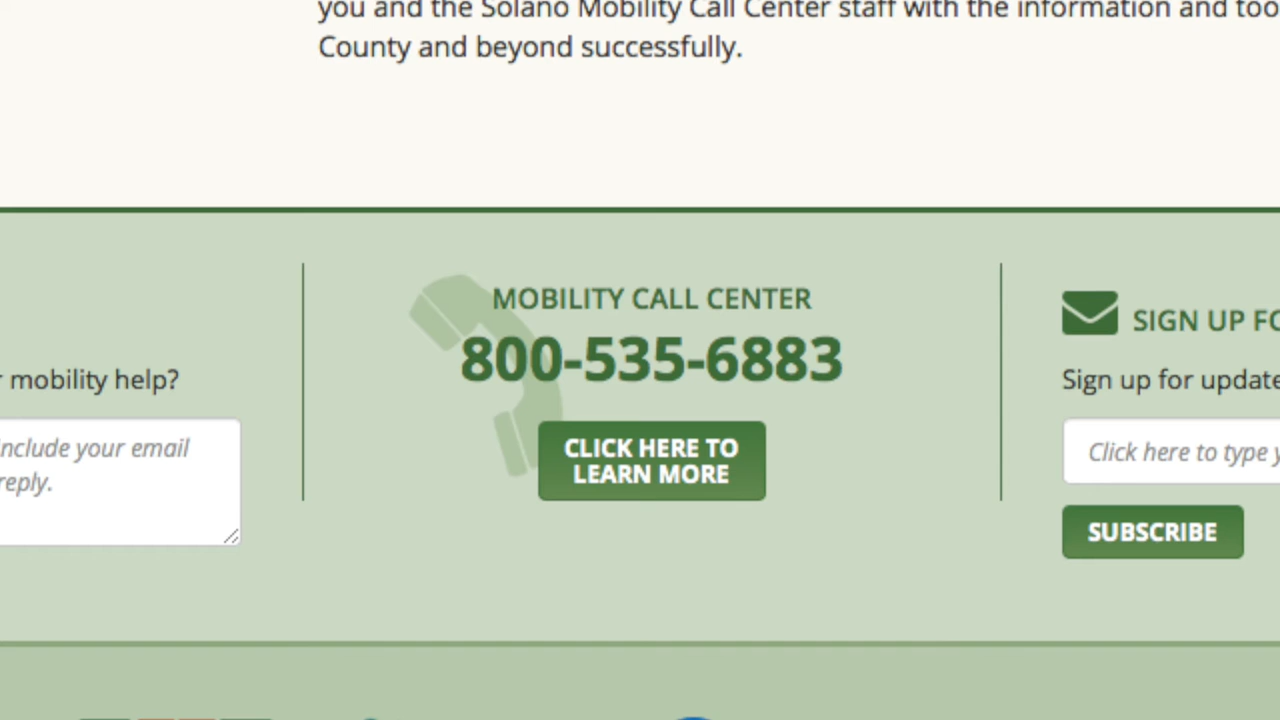 you and the Solano Mobility Call Center staff with the information and too
County and beyond successfully.
r mobility help?
include your email
reply.
MOBILITY CALL CENTER
800-535-6883
CLICK HERE TO
LEARN MORE
SIGN UP FO
Sign up for update
Click here to type y
SUBSCRIBE